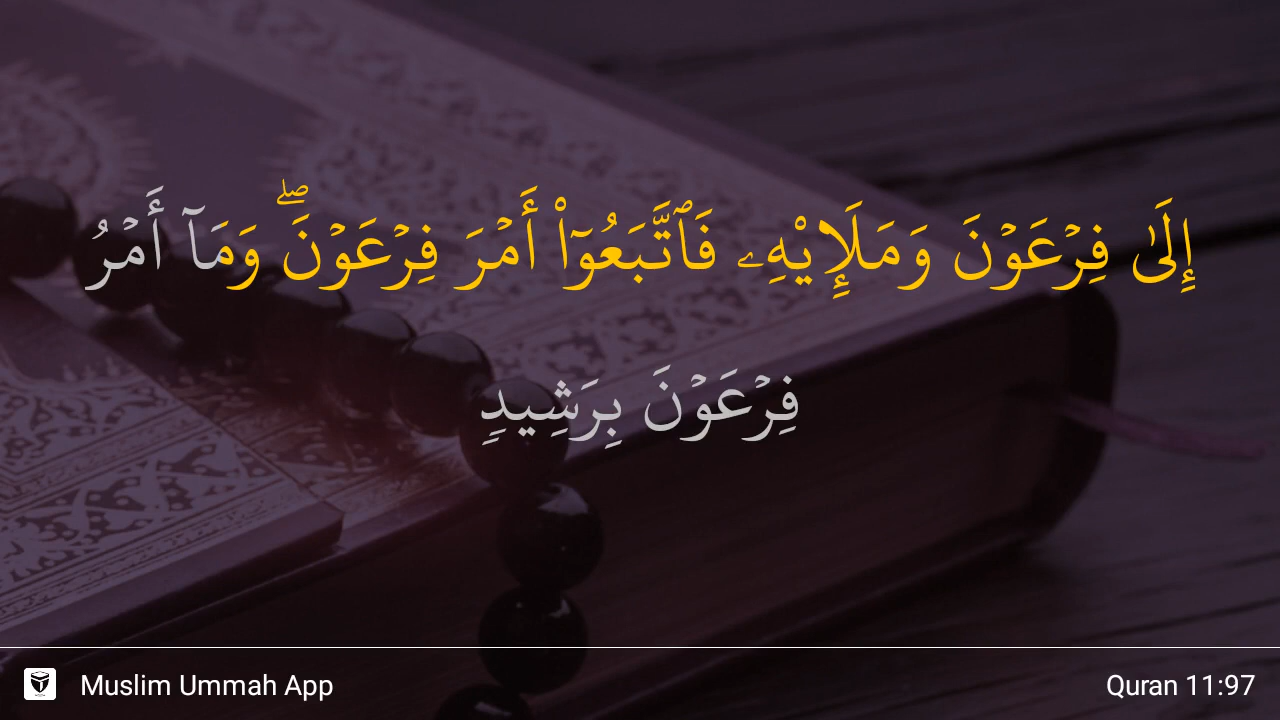 إِلَىٰ فِرۡعَوۡنَ وَمَلَإِيْهِۦ فَٱتَّبَعُوٓاْ أَمۡرَ فِرۡعَوۡنَۖ وَمَآ أَمۡرُ
فِرۡعَوۡنَ بِرَشِيدٖ
Muslim Ummah App
Quran 11:97